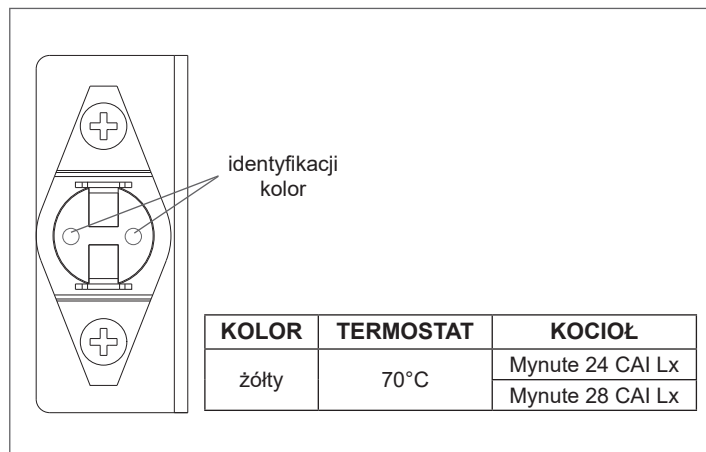 identyfikacji
kolor
KOLOR TERMOSTAT KOCIOŁ
żółty 70°C Mynute 24 CAI Lx
Mynute 28 CAI Lx